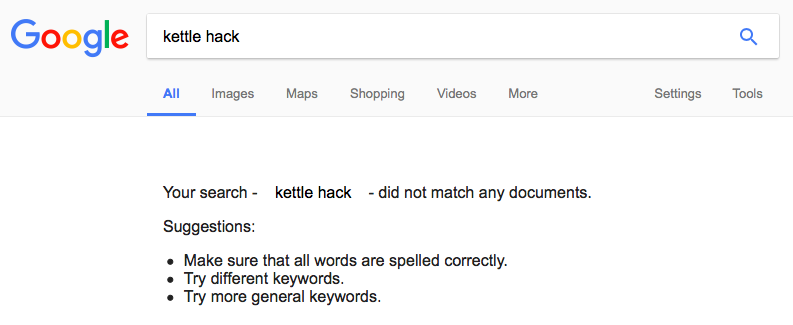 Google kettle hack
All Images Maps Shopping Videos More Settings Tools
Your search - kettle hack - did not match any documents.
Suggestions:
• Make sure that all words are spelled correctly.
• Try different keywords.
• Try more general keywords.